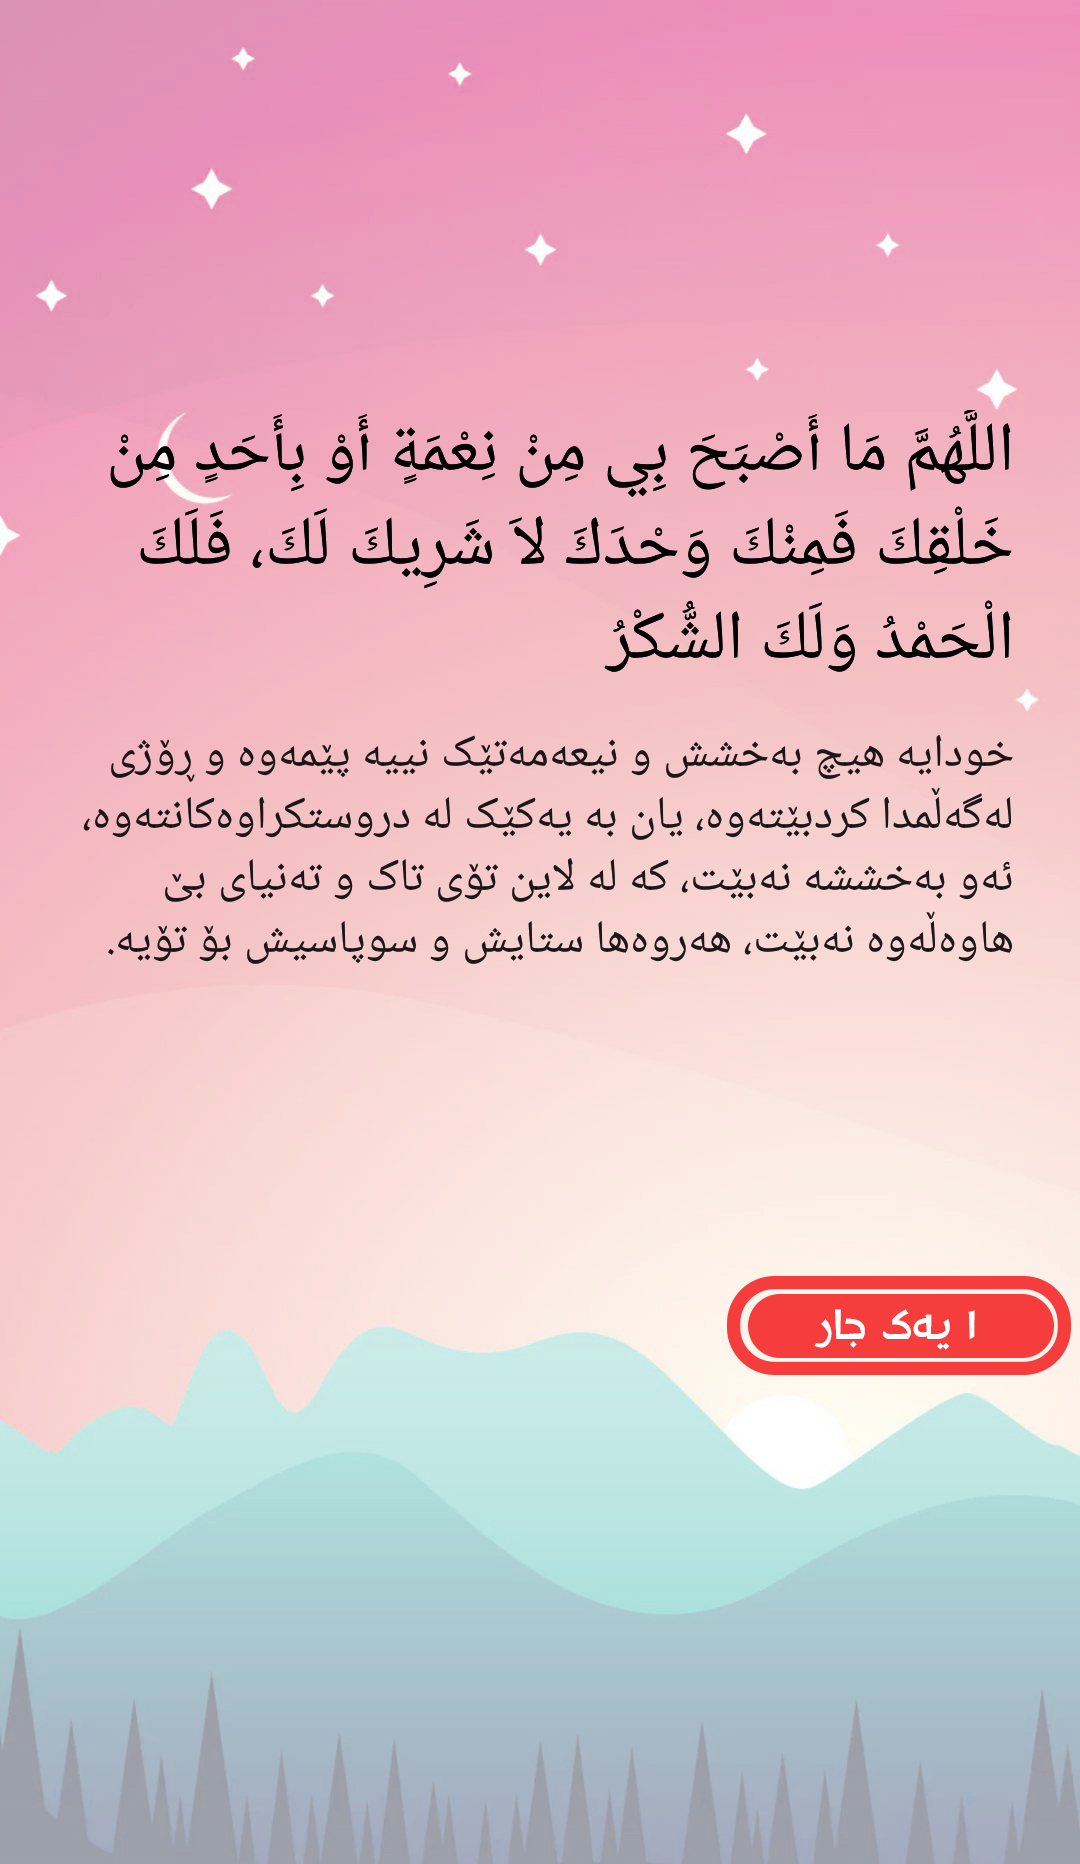 اللَّهُمَّ مَا أَصْبَحَ بِي مِنْ نِعْمَةٍ أَوْ بِأَحَدٍ مِنْ
خَلْقِكَ فَمِنْكَ وَحْدَكَ لاَ شَرِيكَ لَكَ، فَلَكَ
الْحَمْدُ وَلَكَ الشُّكْرُ
خودایە هیچ بەخشش و نیعەمەتێک نییە پێمەوە و ڕۆژی
لەگەڵمدا کردبێتەوە، یان بە یەکێک لە دروستکراوەکانتەوە،
ئەو بەخششە نەبێت، کە لە لاین تۆی تاک و تەنیای بێ
هاوەڵەوە نەبێت، هەروەها ستایش و سوپاسیش بۆ تۆیە.
١ یەک جار